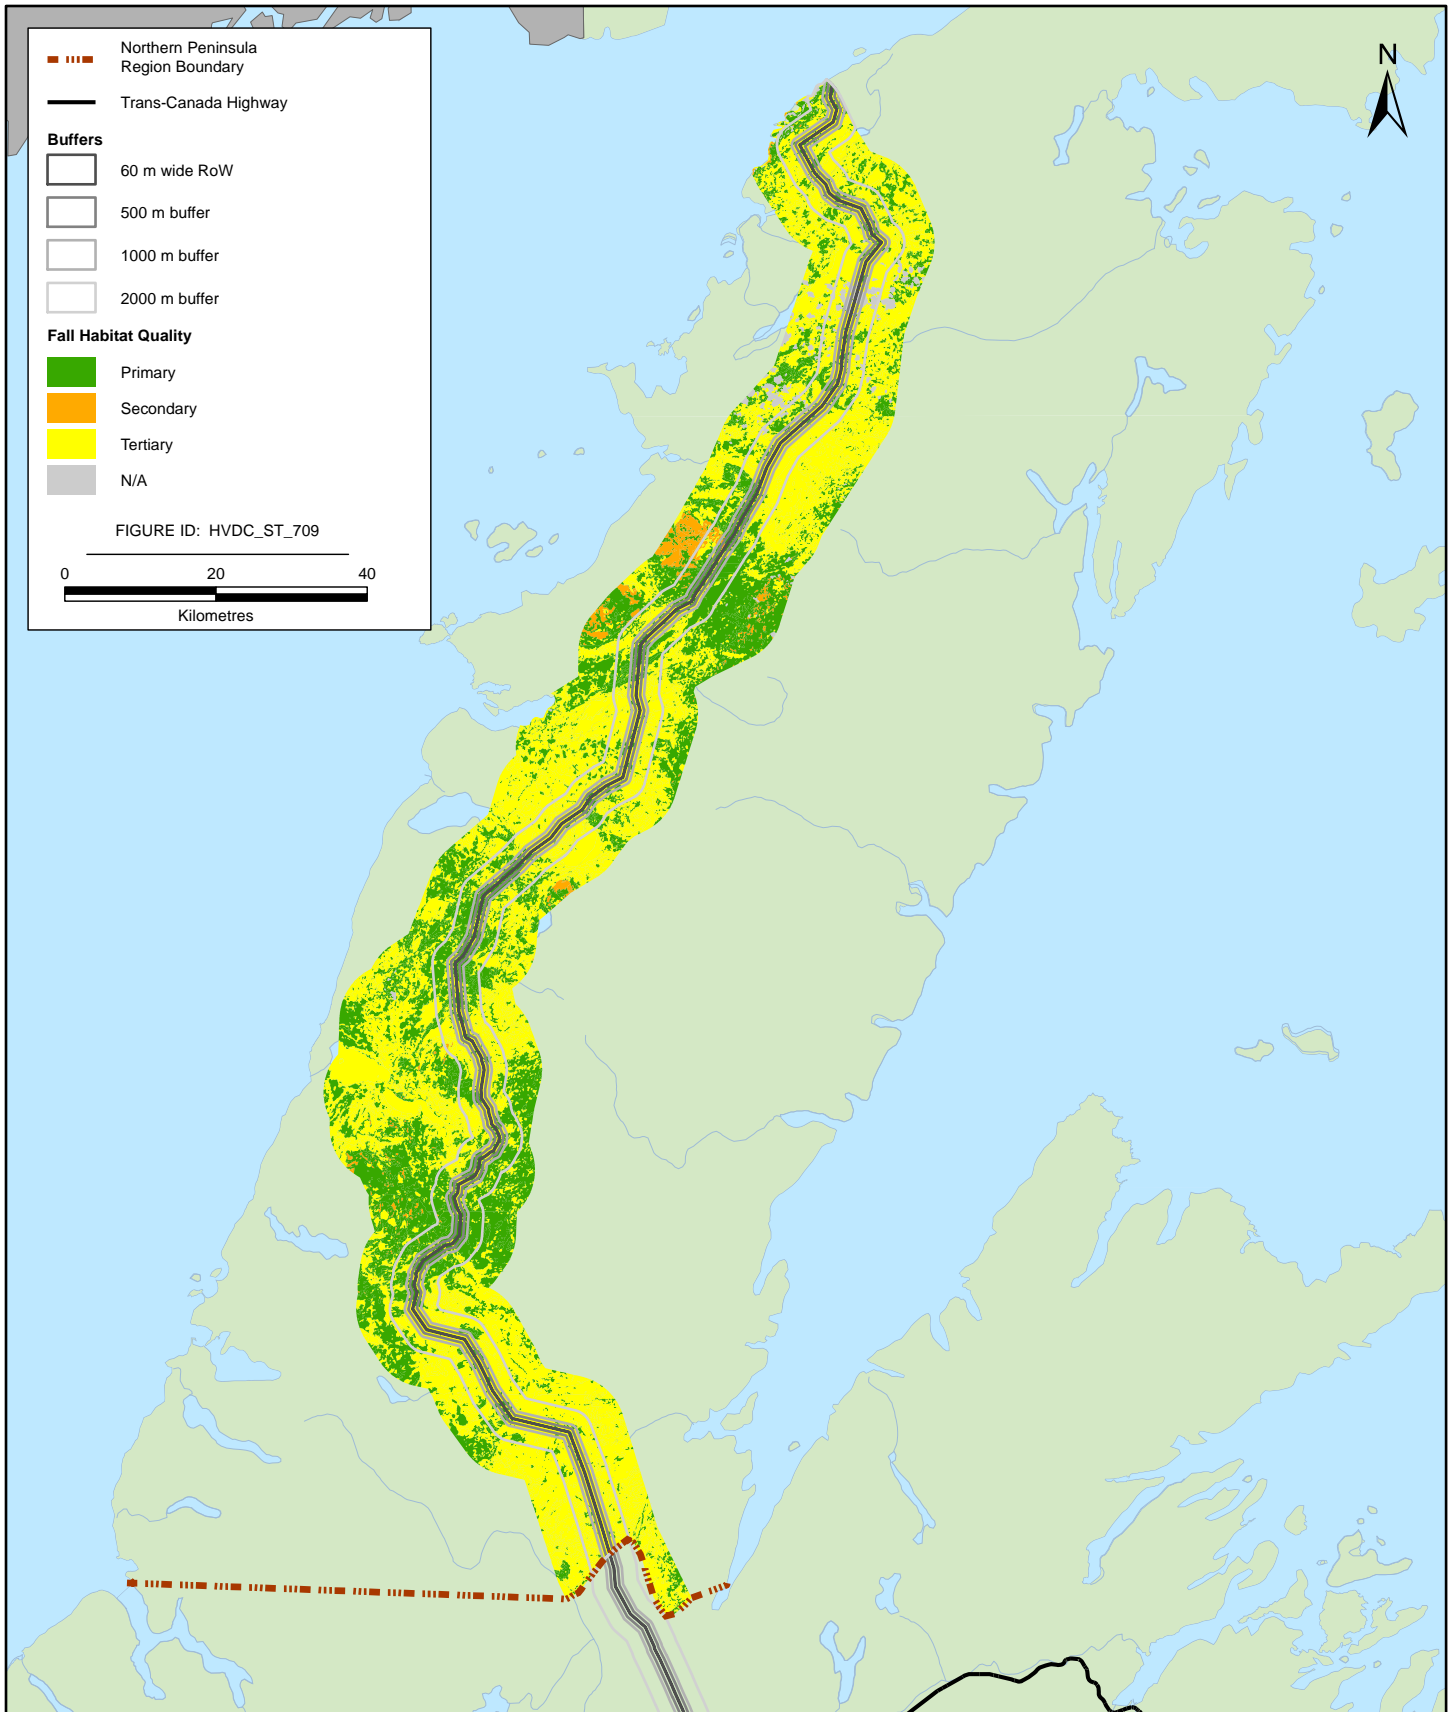 Northern Peninsula
Region Boundary
Trans-Canada Highway
Buffers
60 m wide RoW
500 m buffer
1000 m buffer
2000 m buffer
Fall Habitat Quality
Primary
Secondary
Tertiary
N/A
FIGURE ID: HVDC_ST_709
0 20 40
Kilometres
N